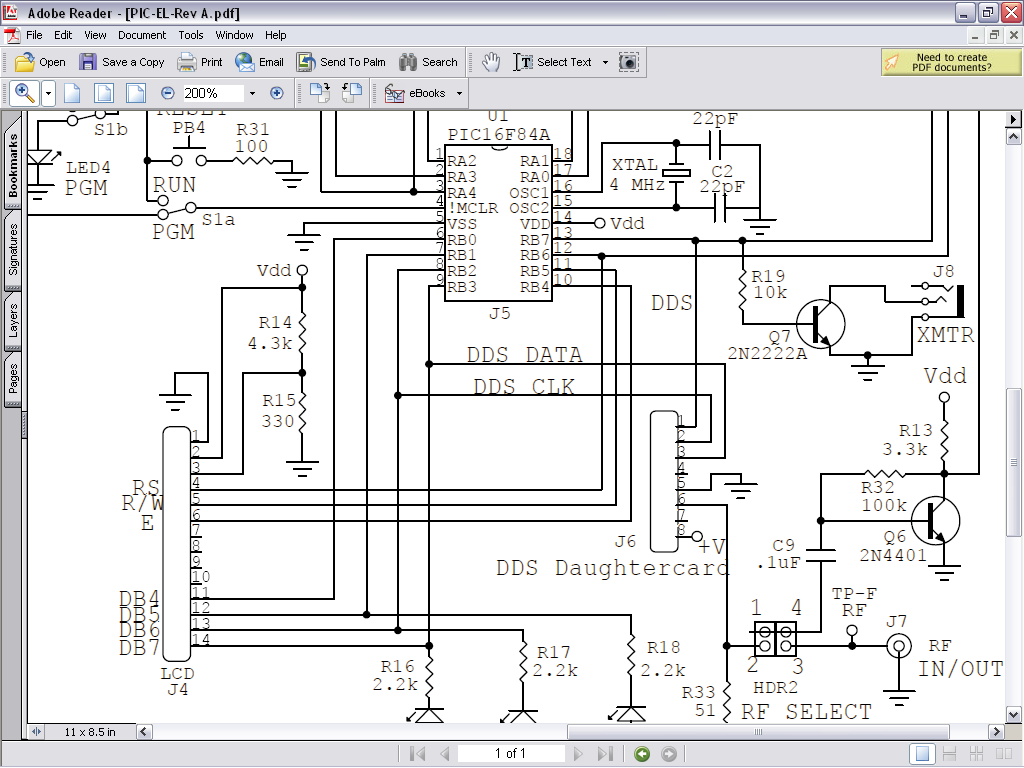 Adobe Reader - [PIC-EL-Rev A.pdf]
File Edit View Document Tools Window Help
Open Save a Copy Print Email Send To Palm Search Select Text
Need to create
PDF documents?
200% eBooks
Bookmarks
Signatures
Layers
Pages
S1b
RESET
PB4
R31
100
LED4
PGM
RUN
S1a
PGM
U1
PIC16F84A
1 RA2 RA1 18
2 RA3 RA0 17
3 RA4 OSC1 16
4 !MCLR OSC2 15
5 VSS VDD 14
6 RB0 RB7 13
7 RB1 RB6 12
8 RB2 RB5 11
9 RB3 RB4 10
J5
22pF
XTAL
4 MHz
C2
22pF
Vdd
Vdd
R14
4.3k
R15
330
DDS
R19
10k
Q7
2N2222A
J8
XMTR
DDS DATA
DDS CLK
Vdd
R13
3.3k
R32
100k
Q6
2N4401
C9
.1uF
1
2
3
4
5
6
7
8
J6
+V
DDS Daughtercard
1
2
3
RS 4
R/W 5
E 6
7
8
9
10
DB4 11
DB5 12
DB6 13
DB7 14
LCD
J4
R16
2.2k
R17
2.2k
R18
2.2k
R33
51
1 4
2 3
HDR2
RF SELECT
TP-F
RF
J7
RF
IN/OUT
11 x 8.5 in
1 of 1